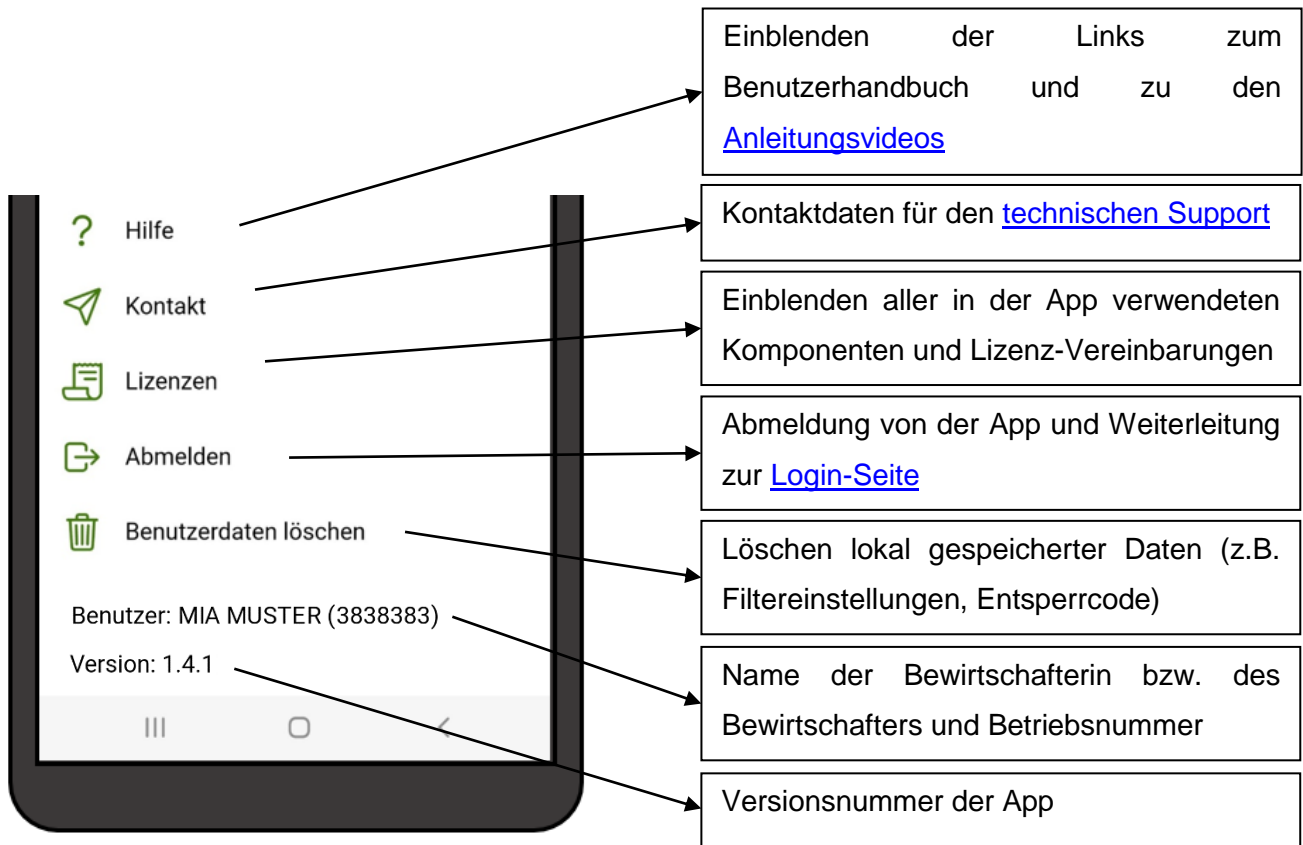 Einblenden der Links zum
Benutzerhandbuch und zu den
Anleitungsvideos
Hilfe
Kontaktdaten für den technischen Support
Kontakt
Einblenden aller in der App verwendeten
Komponenten und Lizenz-Vereinbarungen
Lizenzen
Abmeldung von der App und Weiterleitung
zur Login-Seite
Abmelden
Benutzerdaten löschen
Löschen lokal gespeicherter Daten (z.B.
Filtereinstellungen, Entsperrcode)
Benutzer: MIA MUSTER (3838383)
Name der Bewirtschafterin bzw. des
Bewirtschafters und Betriebsnummer
Version: 1.4.1
Versionsnummer der App